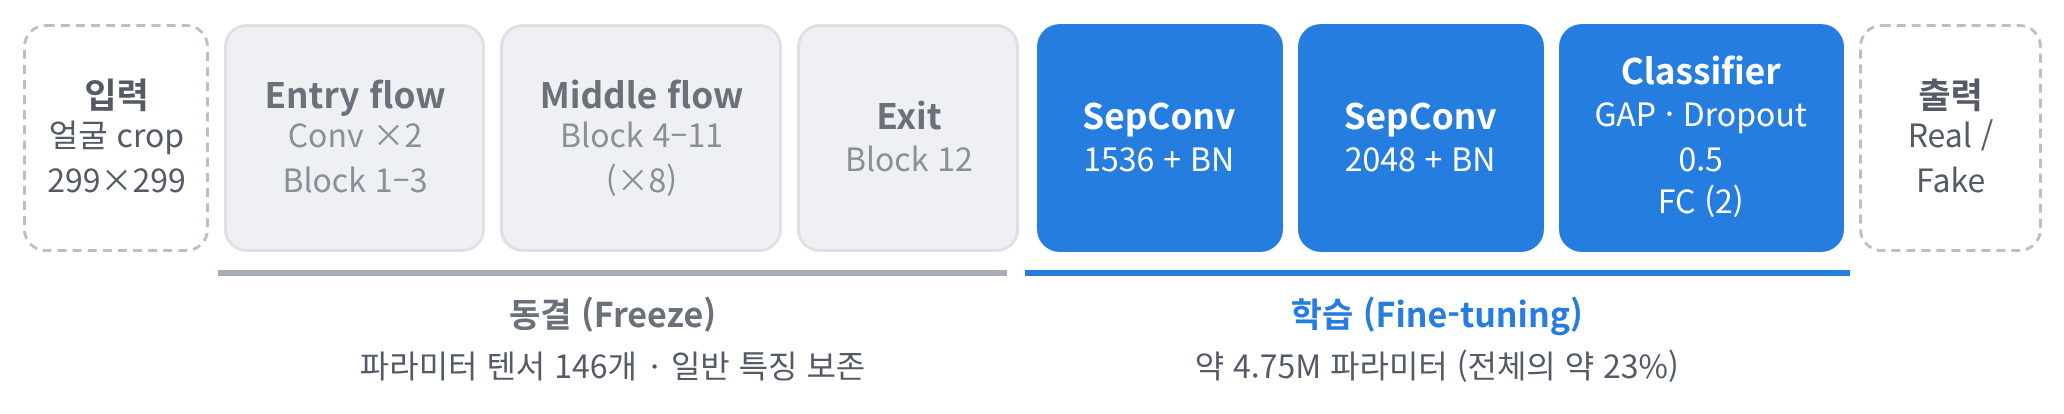 입력
얼굴 crop
299×299
Entry flow
Conv ×2
Block 1–3
Middle flow
Block 4–11
(×8)
Exit
Block 12
SepConv
1536 + BN
SepConv
2048 + BN
Classifier
GAP · Dropout
0.5
FC (2)
출력
Real /
Fake
동결 (Freeze)
파라미터 텐서 146개 · 일반 특징 보존
학습 (Fine-tuning)
약 4.75M 파라미터 (전체의 약 23%)